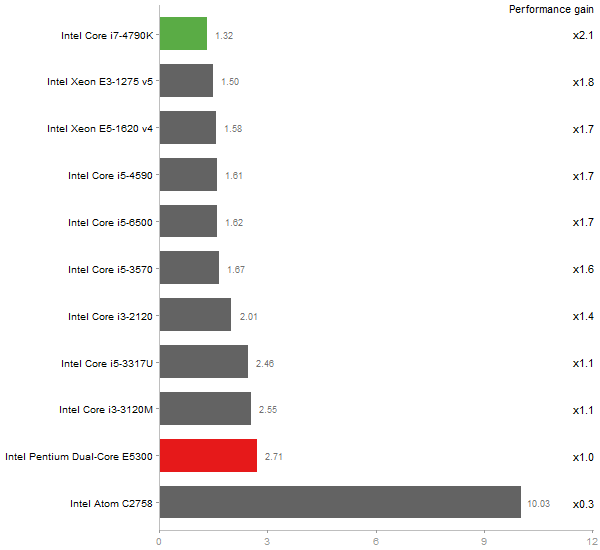 Performance gain
Intel Core i7-4790K 1.32 x2.1
Intel Xeon E3-1275 v5 1.50 x1.8
Intel Xeon E5-1620 v4 1.58 x1.7
Intel Core i5-4590 1.61 x1.7
Intel Core i5-6500 1.62 x1.7
Intel Core i5-3570 1.67 x1.6
Intel Core i3-2120 2.01 x1.4
Intel Core i5-3317U 2.46 x1.1
Intel Core i3-3120M 2.55 x1.1
Intel Pentium Dual-Core E5300 2.71 x1.0
Intel Atom C2758 10.03 x0.3
0 3 6 9 12